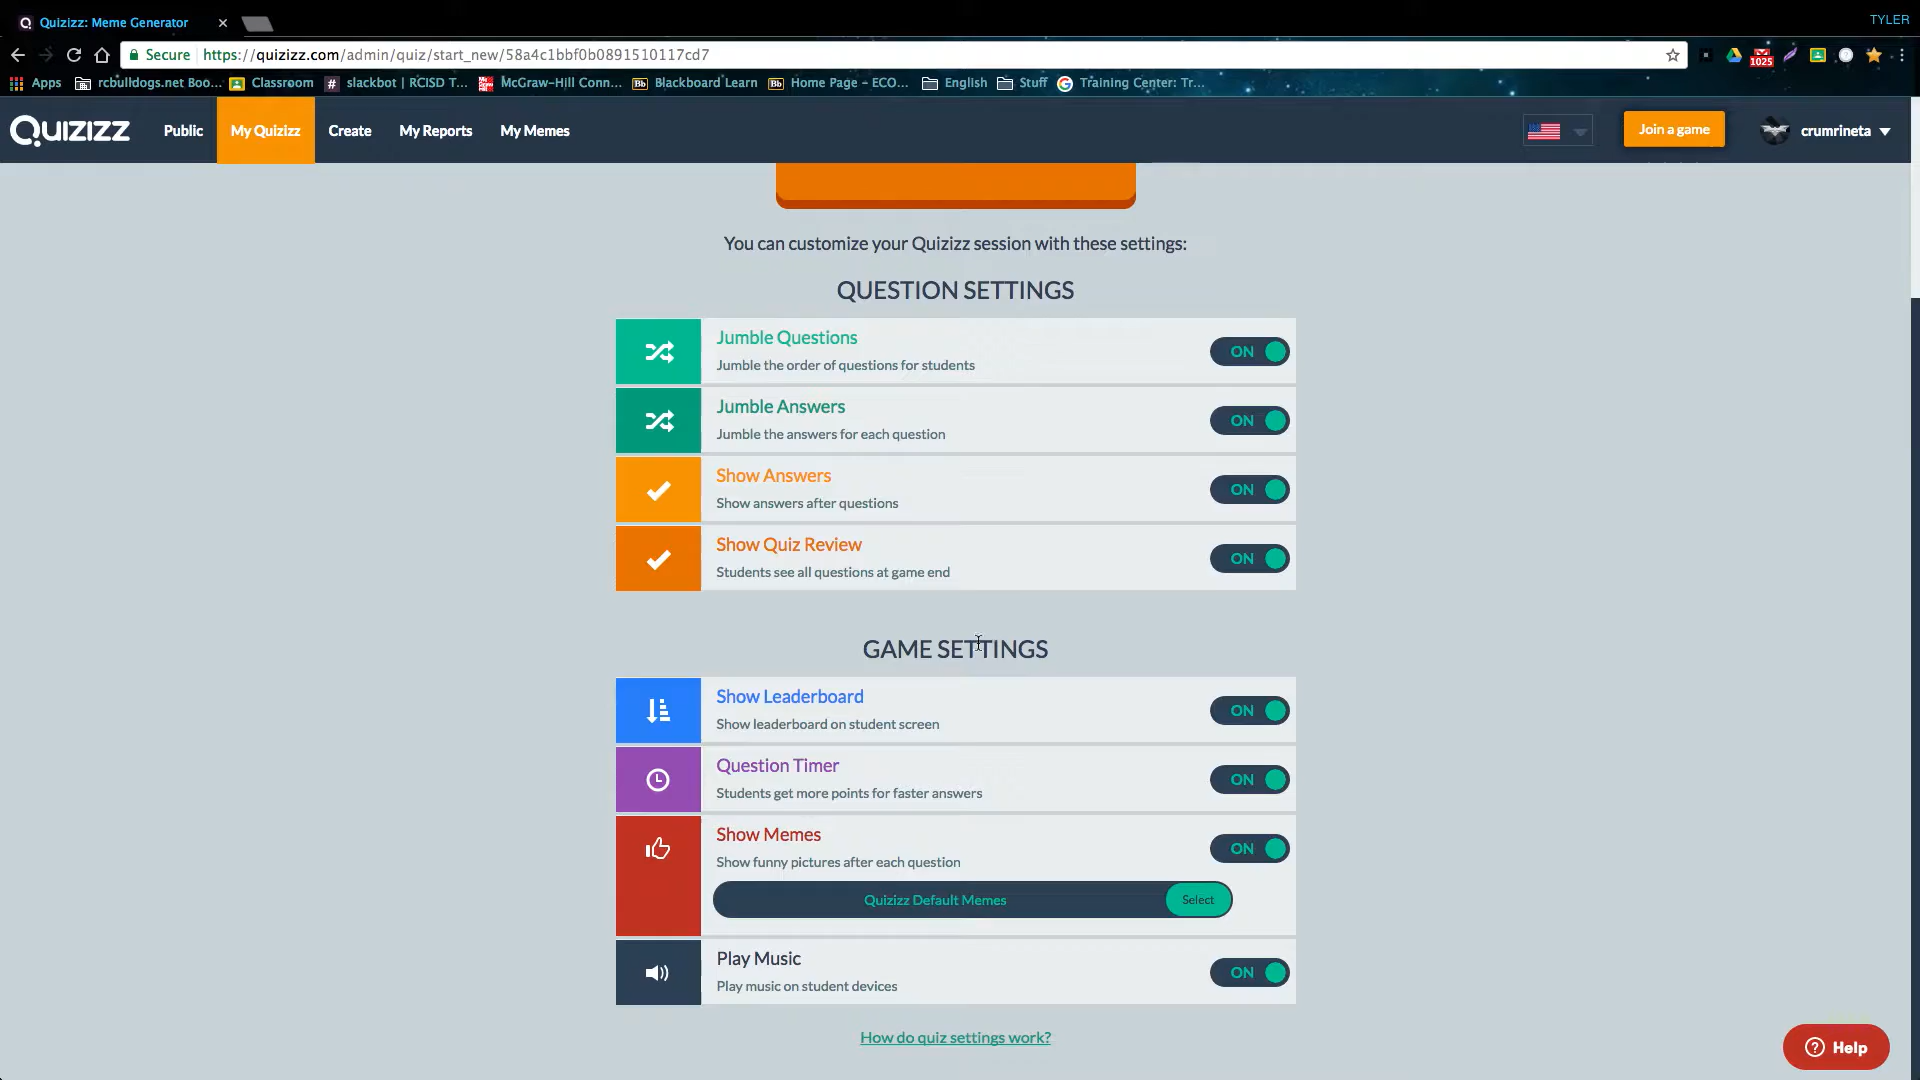 Quizizz: Meme Generator
TYLER
Secure https://quizizz.com/admin/quiz/start_new/58a4c1bbf0b0891510117cd7
1025
Apps rcbulldogs.net Boo... Classroom slackbot | RCISD T... McGraw-Hill Conn... Bb Blackboard Learn Bb Home Page - ECO... English Stuff Training Center: Tr...
QUIZIZZ Public My Quizizz Create My Reports My Memes Join a game crumrineta
You can customize your Quizizz session with these settings:
QUESTION SETTINGS
Jumble Questions
Jumble the order of questions for students
ON
Jumble Answers
Jumble the answers for each question
ON
Show Answers
Show answers after questions
ON
Show Quiz Review
Students see all questions at game end
ON
GAME SETTINGS
Show Leaderboard
Show leaderboard on student screen
ON
Question Timer
Students get more points for faster answers
ON
Show Memes
Show funny pictures after each question
ON
Quizizz Default Memes Select
Play Music
Play music on student devices
ON
How do quiz settings work?
Help